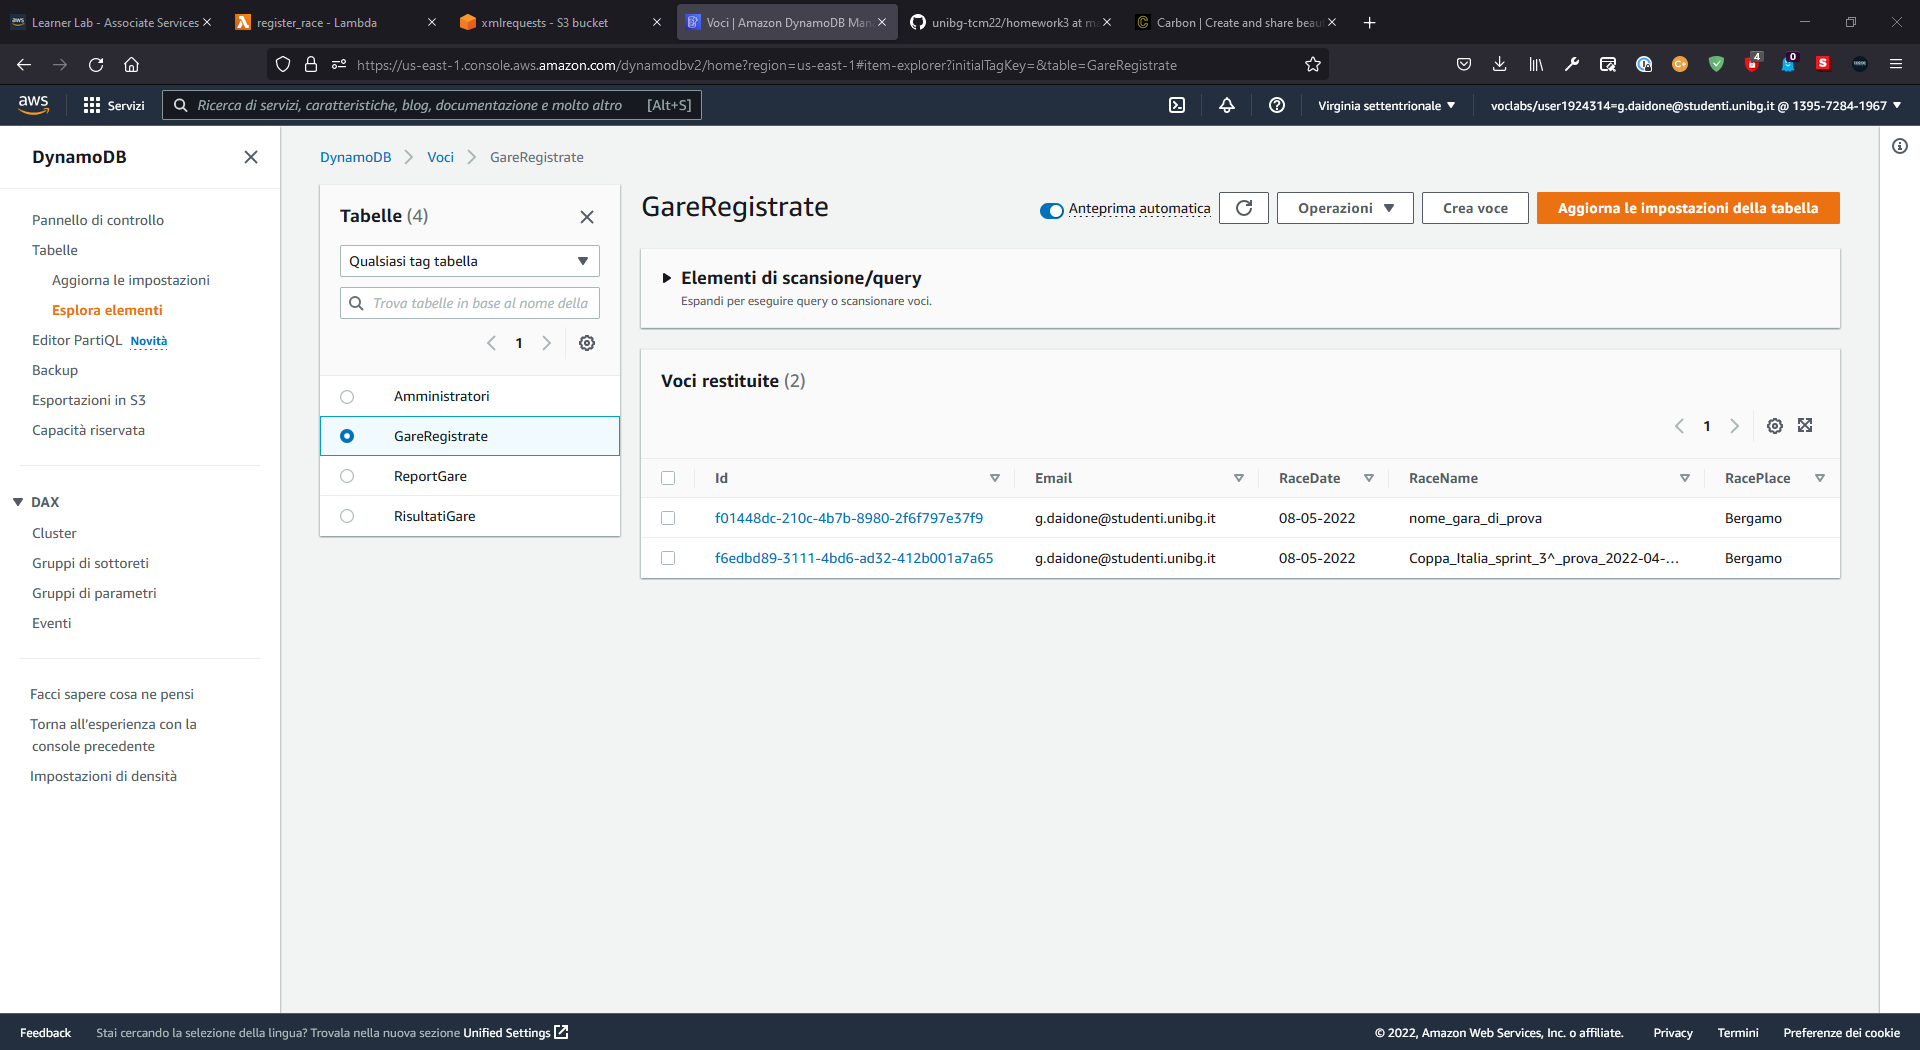 Learner Lab - Associate Services
register_race - Lambda
xmlrequests - S3 bucket
Voci | Amazon DynamoDB Man
unibg-tcm22/homework3 at ma
Carbon | Create and share beau
https://us-east-1.console.aws.amazon.com/dynamodbv2/home?region=us-east-1#item-explorer?initialTagKey=&table=GareRegistrate
4
0
aws
Servizi
Ricerca di servizi, caratteristiche, blog, documentazione e molto altro [Alt+S]
Virginia settentrionale
voclabs/user1924314=g.daidone@studenti.unibg.it @ 1395-7284-1967
DynamoDB
Pannello di controllo
Tabelle
Aggiorna le impostazioni
Esplora elementi
Editor PartiQL Novità
Backup
Esportazioni in S3
Capacità riservata
DAX
Cluster
Gruppi di sottoreti
Gruppi di parametri
Eventi
Facci sapere cosa ne pensi
Torna all'esperienza con la
console precedente
Impostazioni di densità
DynamoDB > Voci > GareRegistrate
Tabelle (4)
Qualsiasi tag tabella
Trova tabelle in base al nome della
1
Amministratori
GareRegistrate
ReportGare
RisultatiGare
GareRegistrate
Anteprima automatica
Operazioni
Crea voce
Aggiorna le impostazioni della tabella
Elementi di scansione/query
Espandi per eseguire query o scansionare voci.
Voci restituite (2)
1
Id Email RaceDate RaceName RacePlace
f01448dc-210c-4b7b-8980-2f6f797e37f9 g.daidone@studenti.unibg.it 08-05-2022 nome_gara_di_prova Bergamo
f6edbd89-3111-4bd6-ad32-412b001a7a65 g.daidone@studenti.unibg.it 08-05-2022 Coppa_Italia_sprint_3^_prova_2022-04-... Bergamo
Feedback
Stai cercando la selezione della lingua? Trovala nella nuova sezione Unified Settings
© 2022, Amazon Web Services, Inc. o affiliate.
Privacy
Termini
Preferenze dei cookie